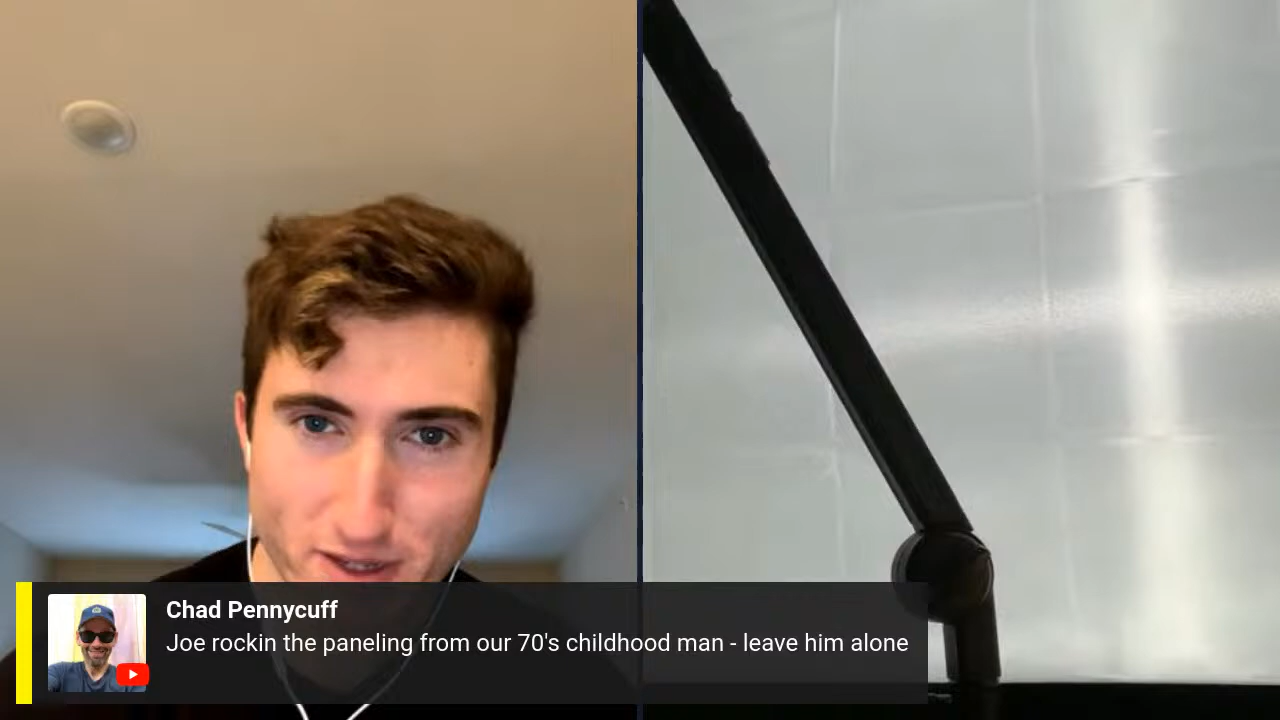 Chad Pennycuff
Joe rockin the paneling from our 70's childhood man - leave him alone